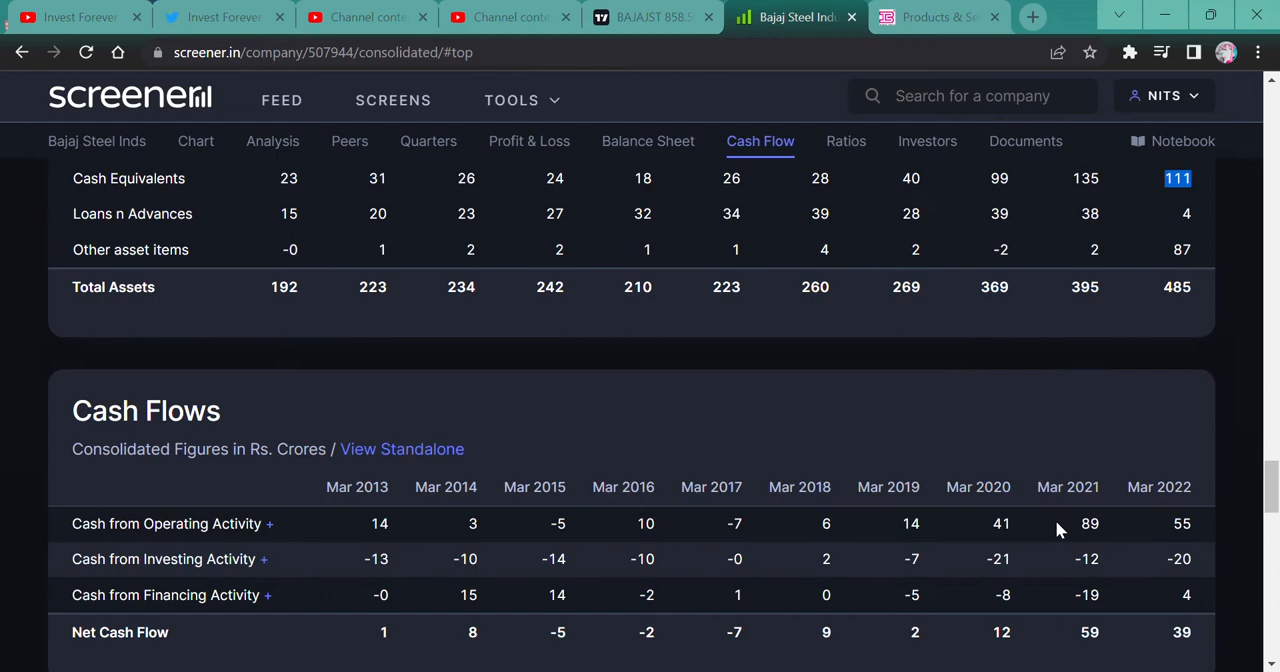 Invest Forever
Invest Forever
Channel conte
Channel conte
BAJAJST 858.5
Bajaj Steel Indu
Products & Se
screener.in/company/507944/consolidated/#top
screener FEED SCREENS TOOLS Search for a company NITS
Bajaj Steel Inds Chart Analysis Peers Quarters Profit & Loss Balance Sheet Cash Flow Ratios Investors Documents Notebook
Cash Equivalents 23 31 26 24 18 26 28 40 99 135 111
Loans n Advances 15 20 23 27 32 34 39 28 39 38 4
Other asset items -0 1 2 2 1 1 4 2 -2 2 87
Total Assets 192 223 234 242 210 223 260 269 369 395 485
Cash Flows
Consolidated Figures in Rs. Crores / View Standalone
Mar 2013 Mar 2014 Mar 2015 Mar 2016 Mar 2017 Mar 2018 Mar 2019 Mar 2020 Mar 2021 Mar 2022
Cash from Operating Activity + 14 3 -5 10 -7 6 14 41 89 55
Cash from Investing Activity + -13 -10 -14 -10 -0 2 -7 -21 -12 -20
Cash from Financing Activity + -0 15 14 -2 1 0 -5 -8 -19 4
Net Cash Flow 1 8 -5 -2 -7 9 2 12 59 39